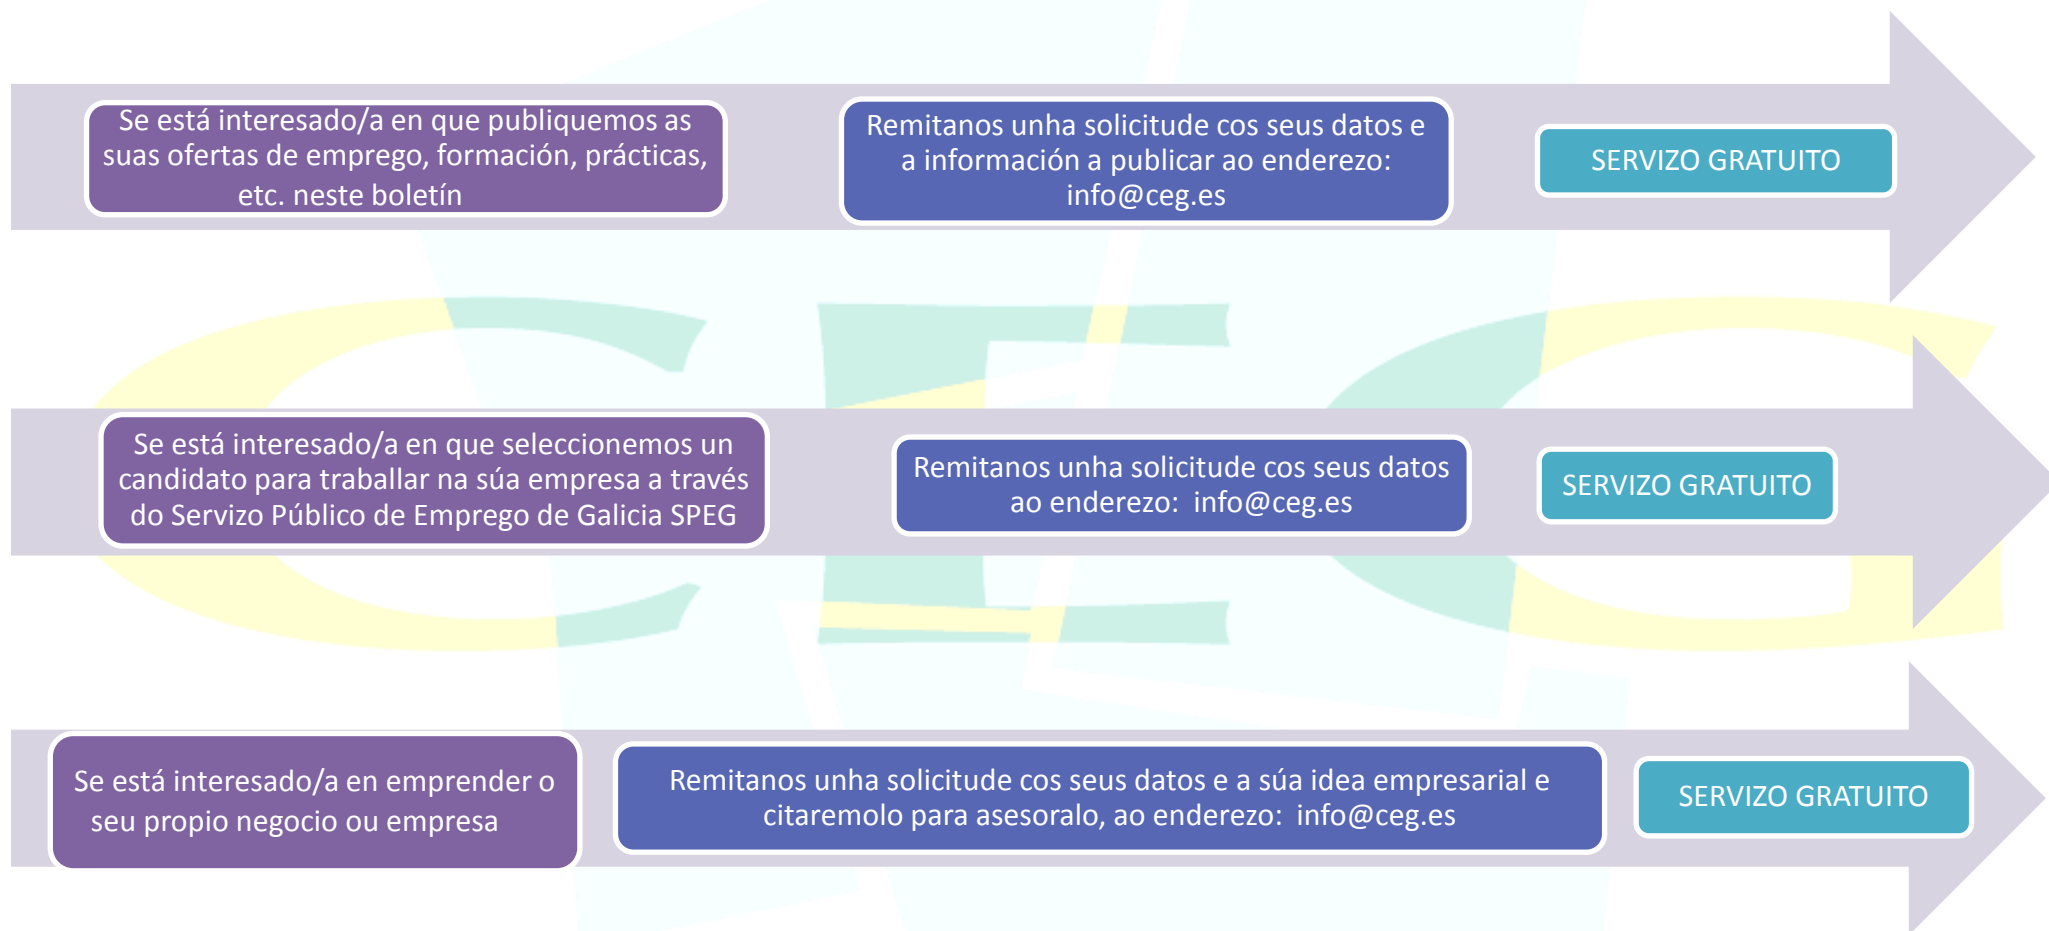 Se está interesado/a en que publiquemos as
suas ofertas de emprego, formación, prácticas,
etc. neste boletín
Remitanos unha solicitude cos seus datos e
a información a publicar ao enderezo:
info@ceg.es
SERVIZO GRATUITO
CEG
Se está interesado/a en que seleccionemos un
candidato para traballar na súa empresa a través
do Servizo Público de Emprego de Galicia SPEG
Remitanos unha solicitude cos seus datos
ao enderezo:  info@ceg.es
SERVIZO GRATUITO
Se está interesado/a en emprender o
seu propio negocio ou empresa
Remitanos unha solicitude cos seus datos e a súa idea empresarial e
citaremolo para asesoralo, ao enderezo:  info@ceg.es
SERVIZO GRATUITO